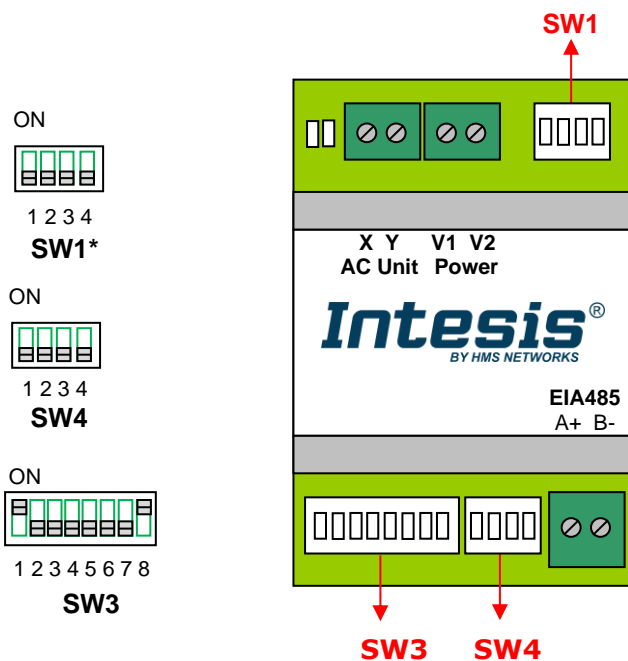 SW1
ON
1 2 3 4
SW1*
X Y V1 V2
AC Unit Power
ON
1 2 3 4
SW4
Intesis®
BY HMS NETWORKS
EIA485
A+ B-
ON
1 2 3 4 5 6 7 8
SW3
SW3 SW4